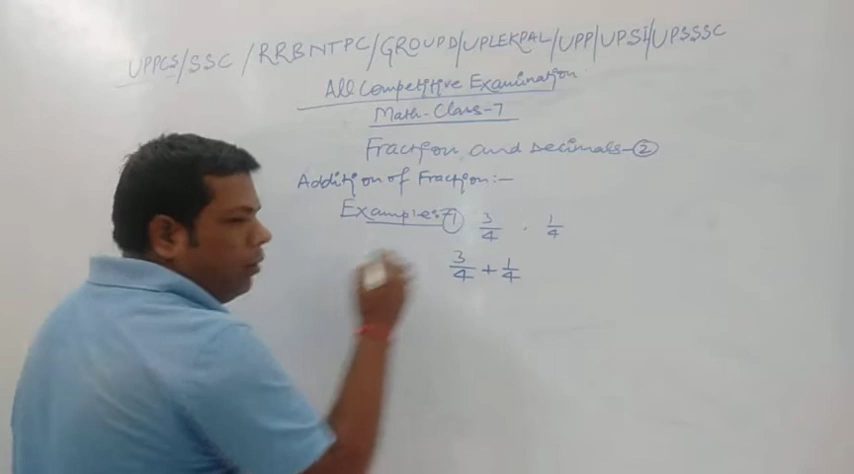 UPPCS/SSC/RRBNTPC/GROUPD/UPLEKPAL/UPP/UPSI/UPSSSC
All Competitive Examination
Math-Class-7
Fraction and Decimals-2
Addition of Fraction:-
Examples-1 3/4 . 1/4
3/4 + 1/4